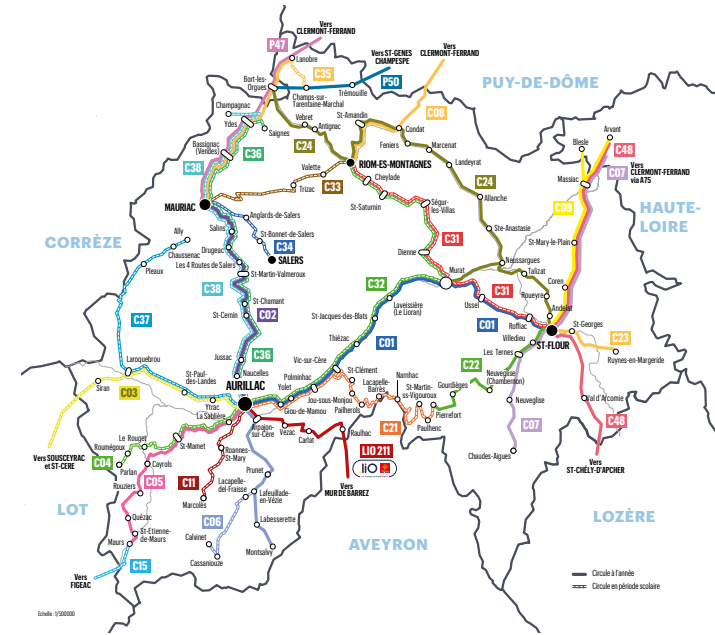 Vers
CLERMONT-FERRAND
P47
Lanobre
C35
Vers ST-GENES
CHAMPESPE
Vers
CLERMONT-FERRAND
PUY-DE-DÔME
Bort-les-
Orgues
P50
Trémouille
Champs-sur-
Tarentaine-Marchal
Champagnac
Ydes
Saignes
Vebret
Antignac
C24
St-Amandin
C08
Condat
Feniers
Marcenat
Landeyrat
Arvant
C48
C07
Vers
CLERMONT-FERRAND
via A75
Blesle
Massiac
Bassignac
(Vendes)
C38
C36
Valette
RIOM-ES-MONTAGNES
Cheylade
C24
C33
Trizac
Allanche
C09
HAUTE-
LOIRE
MAURIAC
St-Saturnin
Ségur-
les-Villas
Anglards-de-Salers
Salins
St-Bonnet-de-Salers
CORRÈZE
Ally
Chaussenac
Drugeac
C34
SALERS
Ste-Anastasie
St-Mary-le-Plain
C31
Dienne
Pleaux
Les 4 Routes de Salers
St-Martin-Valmeroux
Neussargues
Murat
Talizat
C38
C32
Coren
St-Chamant
Laveissière
(Le Lioran)
C31
Ussel
Roueyre
C37
St-Cernin
C02
St-Jacques-des-Blats
Andelat
C01
Roffiac
St-Georges
Thiézac
C01
Villedieu
ST-FLOUR
C23
Ruynes-en-Margeride
Jussac
C36
Vic-sur-Cère
Les Ternes
Laroquebrou
St-Paul-
des-Landes
Naucelles
Polminhac
St-Clément
C22
Neuveglise
(Chambernon)
Siran
C03
AURILLAC
Yolet
Jou-sous-Monjou
Lacapelle-
Barrès
Narnhac
St-Martin-
ss-Vigouroux
Gourdièges
Val d'Arcomie
Ytrac
La Sablière
Giou-de-Mamou
Pailherols
Pierrefort
Neuveglise
C48
Arpajon-
sur-Cère
Vézac
Carlat
Raulhac
C21
Paulhenc
C07
Le Rouget
St-Mamet
Roumégoux
Vers SOUSCEYRAC
et ST-CERE
Roannes-
St-Mary
LIO 211
liO
Chaudes-Aigues
C04
Parlan
Cayrols
C05
Prunet
Vers
ST-CHÉLY-D'APCHER
C11
Lacapelle-
del-Fraisse
Vers
MUR DE BARREZ
Rouziers
Marcolès
Lafeuillade-
en-Vézie
LOT
C06
LOZÈRE
Quézac
Labesserette
St-Etienne-
de-Maurs
Calvinet
AVEYRON
Maurs
Montsalvy
Cassaniouze
C15
Vers
FIGEAC
Circule à l'année
Circule en période scolaire
Echelle : 1/500000